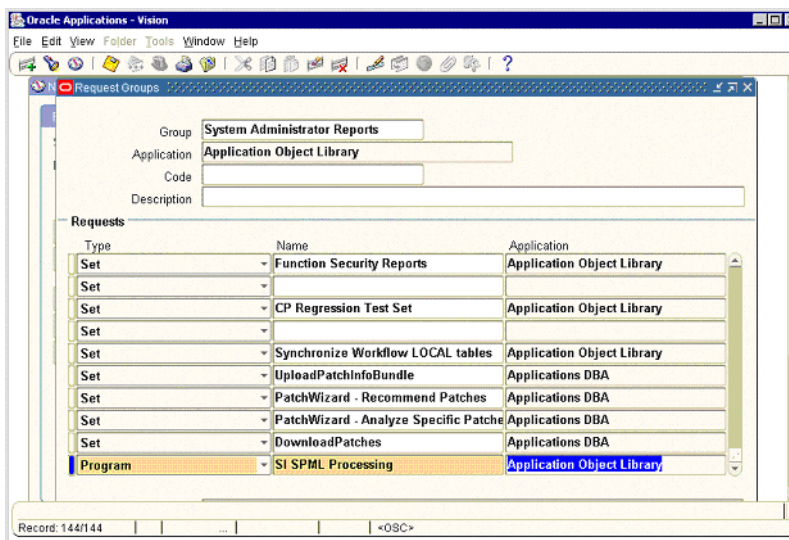 Oracle Applications - Vision
File Edit View Folder Tools Window Help
Request Groups
Group System Administrator Reports
Application Application Object Library
Code
Description
Requests
Type Name Application
Set Function Security Reports Application Object Library
Set
Set CP Regression Test Set Application Object Library
Set
Set Synchronize Workflow LOCAL tables Application Object Library
Set UploadPatchInfoBundle Applications DBA
Set PatchWizard - Recommend Patches Applications DBA
Set PatchWizard - Analyze Specific Patche Applications DBA
Set DownloadPatches Applications DBA
Program SI SPML Processing Application Object Library
Record: 144/144 ... <OSC>